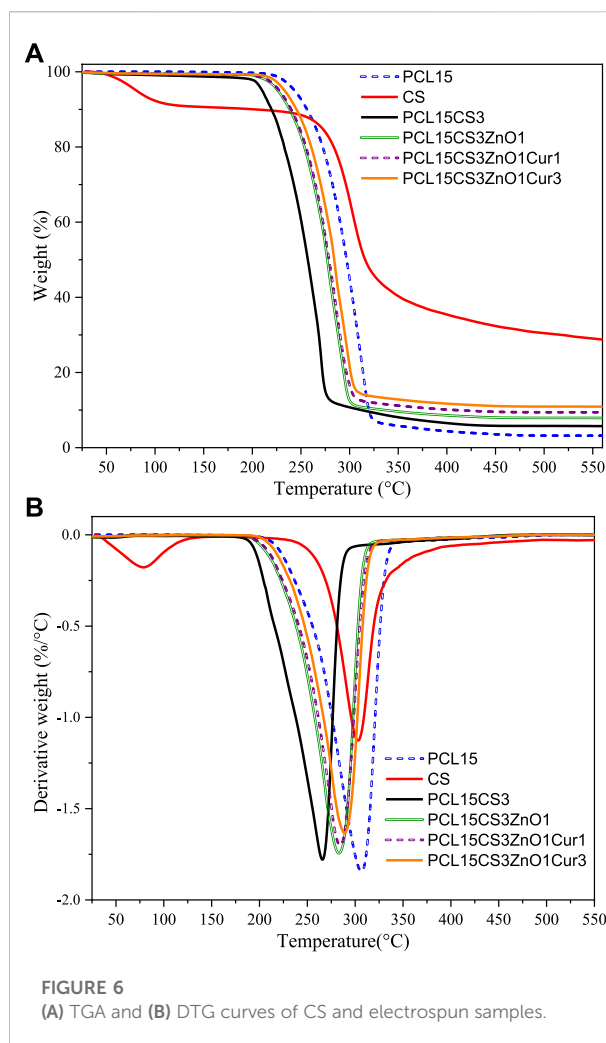 A
100
80
60
40
20
0
Weight (%)
PCL15
CS
PCL15CS3
PCL15CS3ZnO1
PCL15CS3ZnO1Cur1
PCL15CS3ZnO1Cur3
50 100 150 200 250 300 350 400 450 500 550
Temperature (°C)
B
0.0
-0.5
-1.0
-1.5
-2.0
Derivative weight (%/°C)
PCL15
CS
PCL15CS3
PCL15CS3ZnO1
PCL15CS3ZnO1Cur1
PCL15CS3ZnO1Cur3
50 100 150 200 250 300 350 400 450 500 550
Temperature(°C)
FIGURE 6
(A) TGA and (B) DTG curves of CS and electrospun samples.